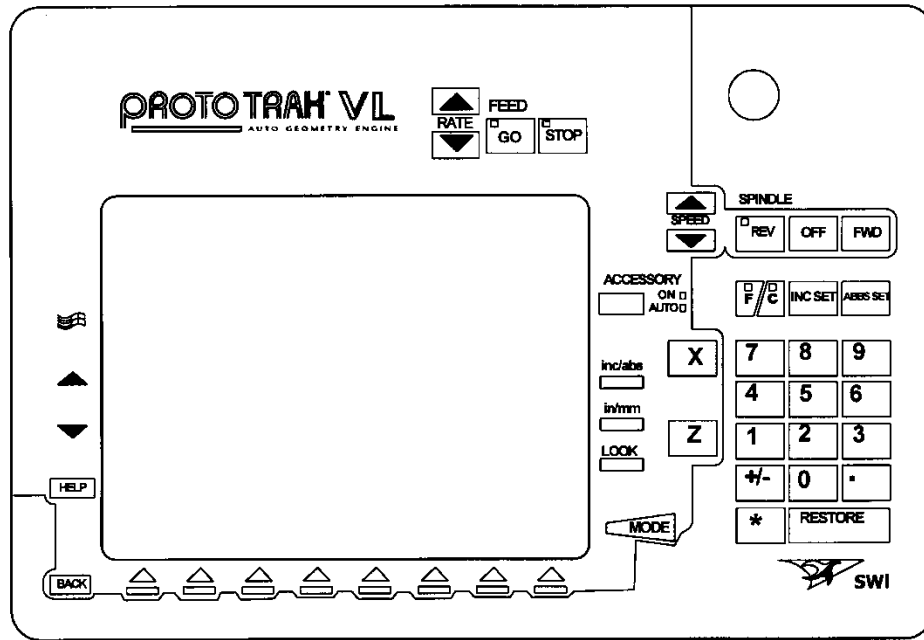 PROTOTRAK VL
AUTO GEOMETRY ENGINE
FEED
RATE
GO
STOP
SPINDLE
SPEED
REV
OFF
FWD
ACCESSORY
ON
AUTO
F/C
INC SET
ABBS SET
X
7
8
9
inc/abs
4
5
6
in/mm
Z
1
2
3
LOOK
HELP
+/-
0
.
MODE
*
RESTORE
BACK
SWI